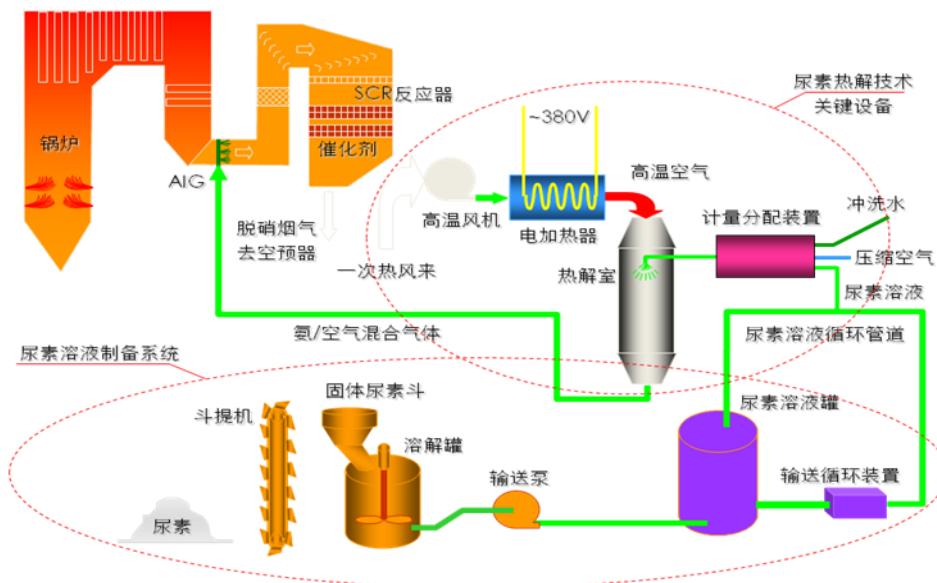 尿素热解技术
关键设备
SCR反应器
~380V
锅炉
催化剂
AIG
高温空气
冲洗水
高温风机
电加热器
计量分配装置
脱硝烟气
去空预器
压缩空气
一次热风来
热解室
尿素溶液
氨/空气混合气体
尿素溶液循环管道
尿素溶液制备系统
固体尿素斗
尿素溶液罐
斗提机
溶解罐
输送泵
输送循环装置
尿素